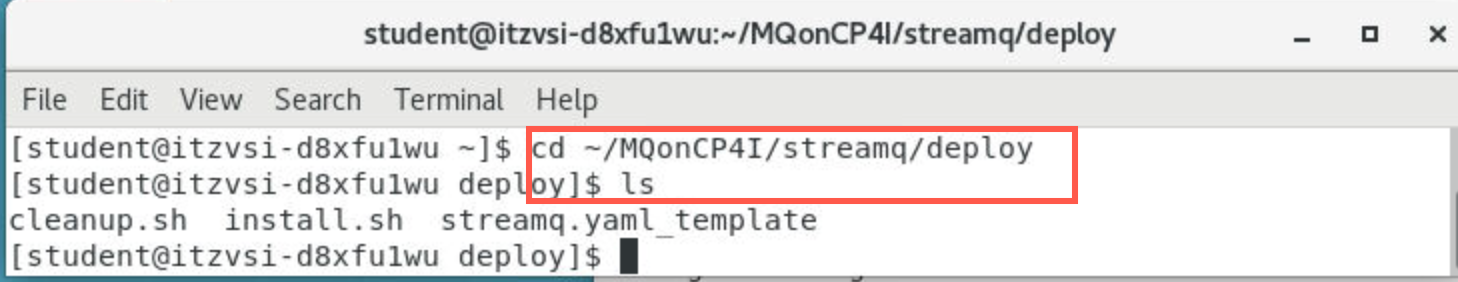 student@itzvsi-d8xfu1wu:~/MQonCP4I/streamq/deploy
File Edit View Search Terminal Help
[student@itzvsi-d8xfu1wu ~]$ cd ~/MQonCP4I/streamq/deploy
[student@itzvsi-d8xfu1wu deploy]$ ls
cleanup.sh install.sh streamq.yaml_template
[student@itzvsi-d8xfu1wu deploy]$